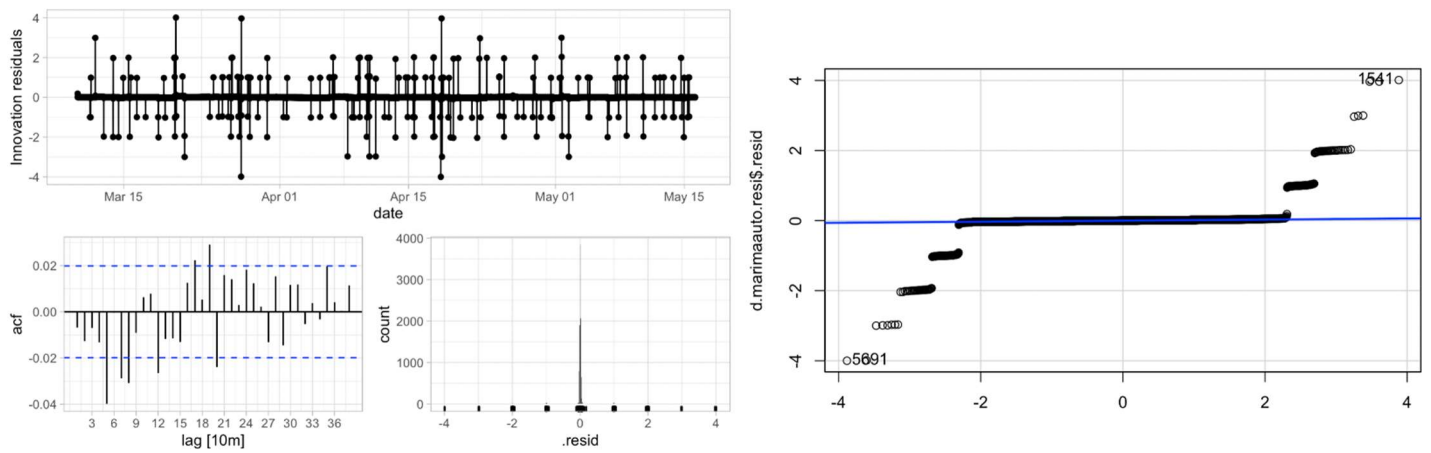 Innovation residuals
4
2
0
-2
-4
Mar 15 Apr 01 Apr 15 May 01 May 15
date
acf
0.02
0.00
-0.02
-0.04
3 6 9 12 15 18 21 24 27 30 33 36
lag [10m]
count
4000
3000
2000
1000
0
-4 -2 0 2 4
.resid
d.marimaauto.resi$.resid
4
2
0
-2
-4
1541
5691
-4 -2 0 2 4